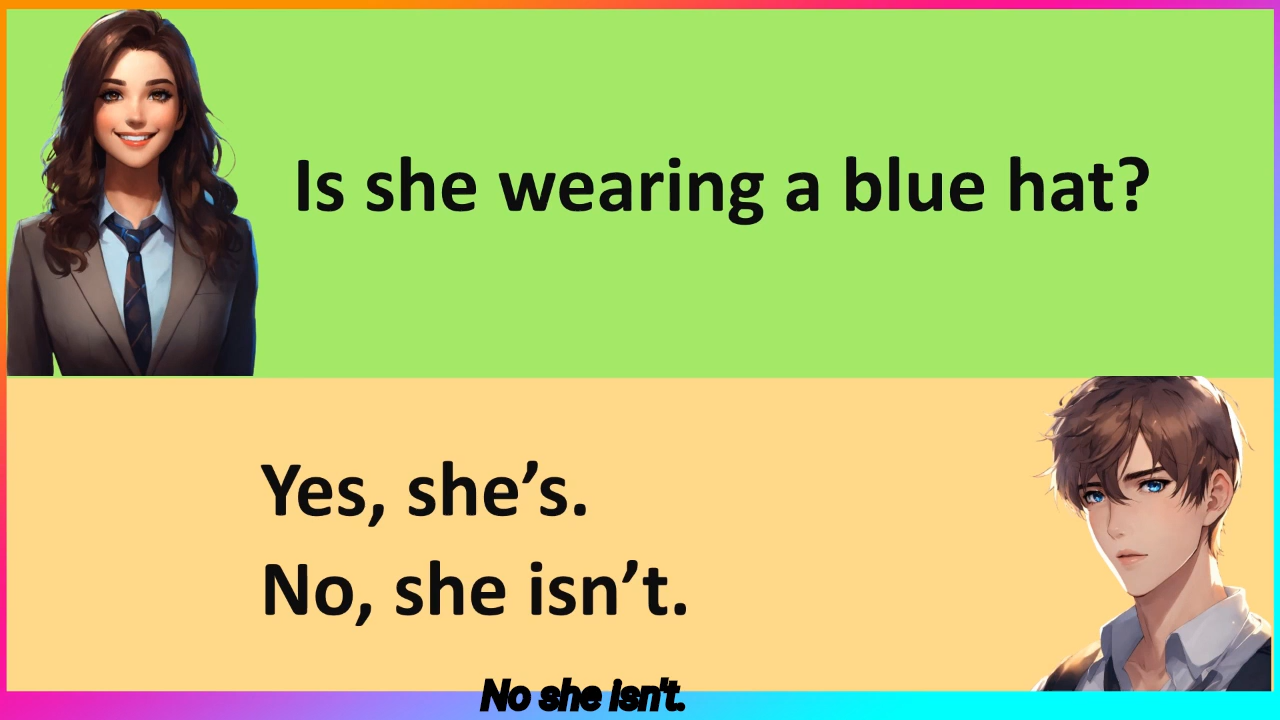 Is she wearing a blue hat?
Yes, she’s.
No, she isn’t.
No she isn't.